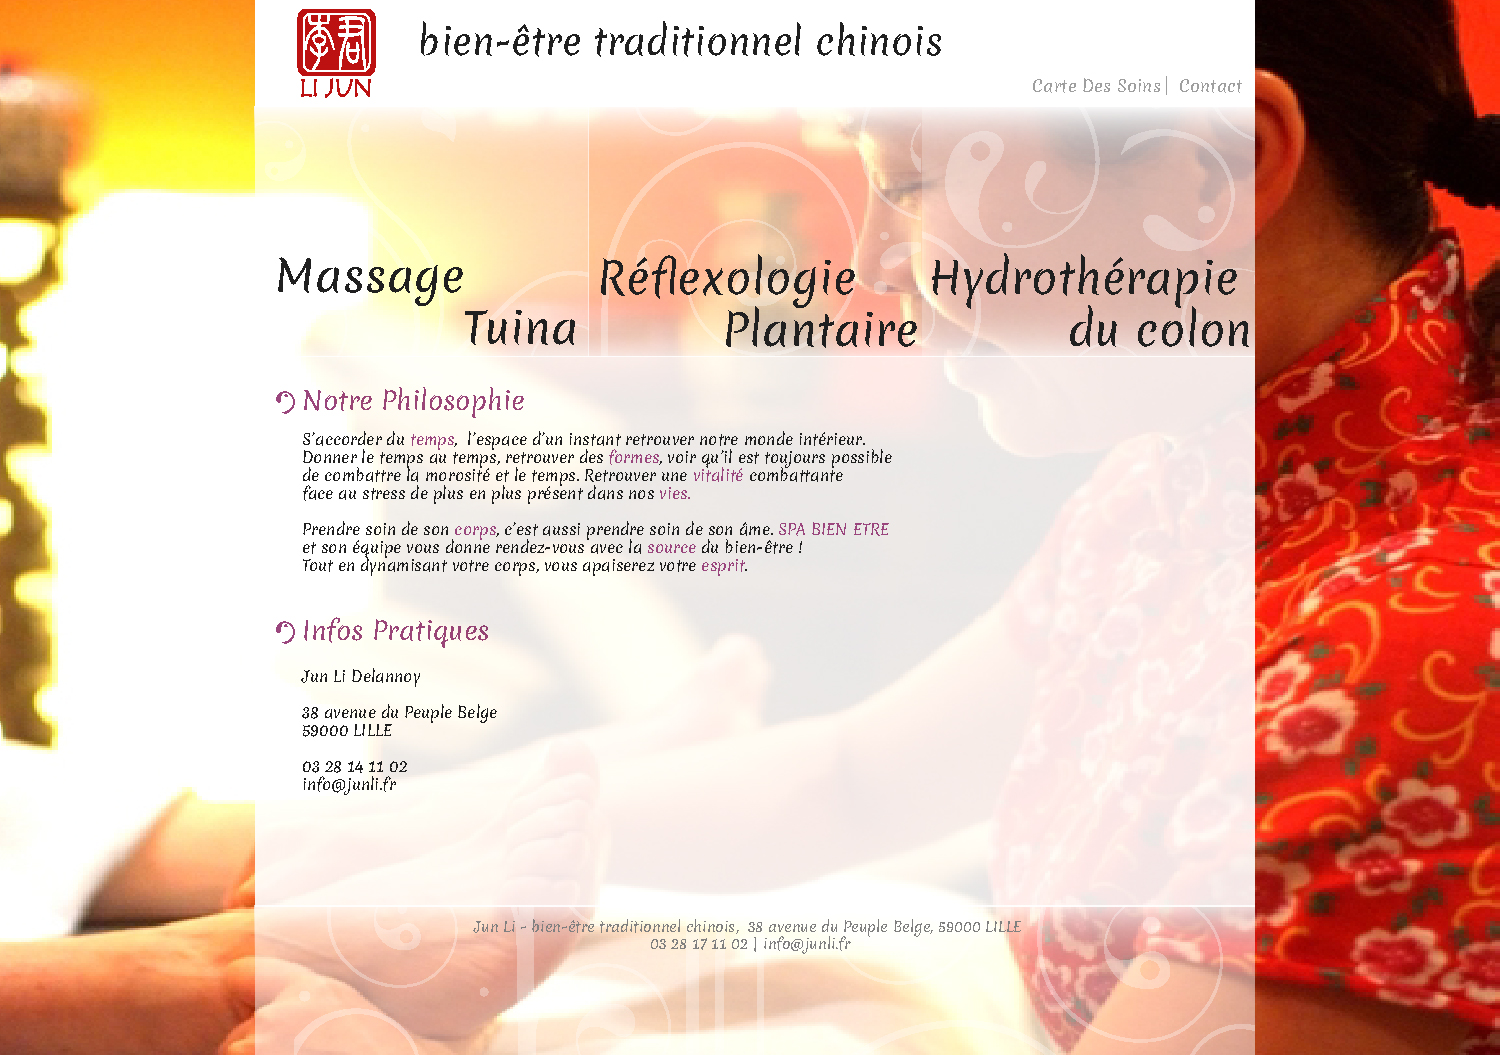 李君
LI JUN
bien-être traditionnel chinois
Carte Des Soins | Contact
Massage
Tuina
Réflexologie
Plantaire
Hydrothérapie
du colon
Notre Philosophie
S'accorder du temps, l'espace d'un instant retrouver notre monde intérieur.
Donner le temps au temps, retrouver des formes, voir qu'il est toujours possible
de combattre la morosité et le temps. Retrouver une vitalité combattante
face au stress de plus en plus présent dans nos vies.
Prendre soin de son corps, c'est aussi prendre soin de son âme. SPA BIEN ETRE
et son équipe vous donne rendez-vous avec la source du bien-être !
Tout en dynamisant votre corps, vous apaiserez votre esprit.
Infos Pratiques
Jun Li Delannoy
38 avenue du Peuple Belge
59000 LILLE
03 28 14 11 02
info@junli.fr
Jun Li - bien-être traditionnel chinois, 38 avenue du Peuple Belge, 59000 LILLE
03 28 17 11 02 | info@junli.fr